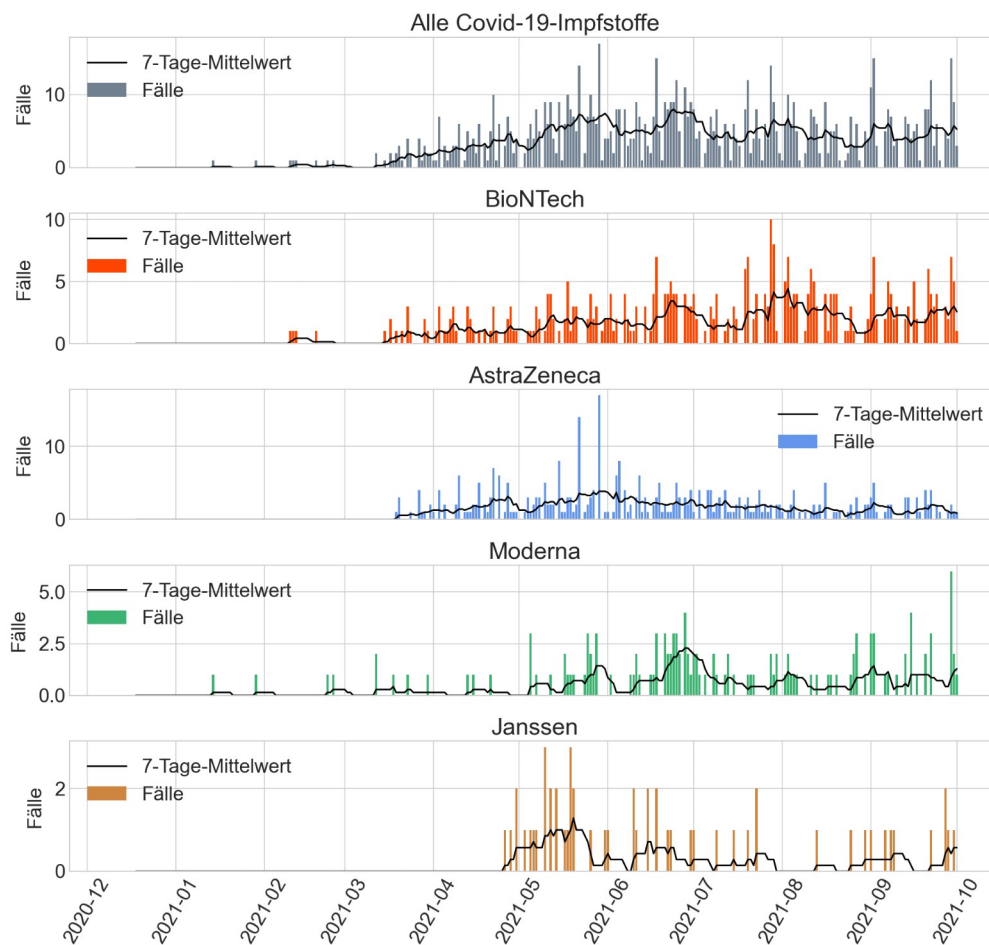 Alle Covid-19-Impfstoffe
Fälle
10
0
7-Tage-Mittelwert
Fälle
BioNTech
Fälle
10
5
0
7-Tage-Mittelwert
Fälle
AstraZeneca
Fälle
10
0
7-Tage-Mittelwert
Fälle
Moderna
Fälle
5.0
2.5
0.0
7-Tage-Mittelwert
Fälle
Janssen
Fälle
2
0
7-Tage-Mittelwert
Fälle
2020-12
2021-01
2021-02
2021-03
2021-04
2021-05
2021-06
2021-07
2021-08
2021-09
2021-10